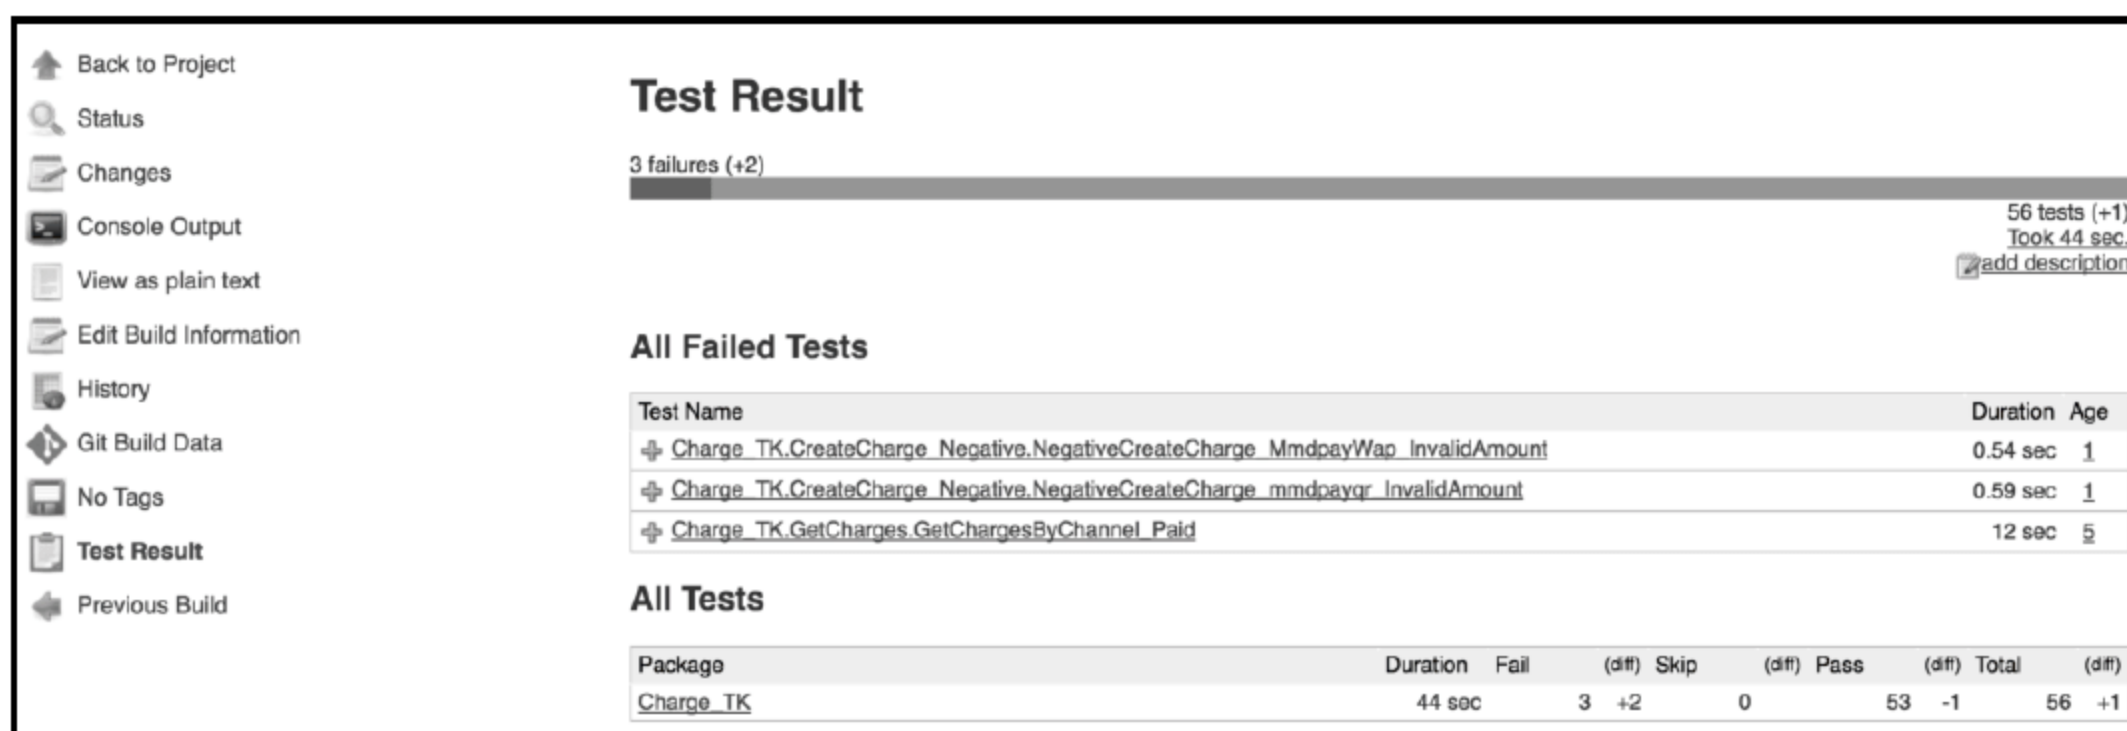 Back to Project
Status
Changes
Console Output
View as plain text
Edit Build Information
History
Git Build Data
No Tags
Test Result
Previous Build
Test Result
3 failures (+2)
56 tests (+1)
Took 44 sec.
add description
All Failed Tests
Test Name Duration Age
Charge_TK.CreateCharge_Negative.NegativeCreateCharge_MmdpayWap_InvalidAmount 0.54 sec 1
Charge_TK.CreateCharge_Negative.NegativeCreateCharge_mmdpayqr_InvalidAmount 0.59 sec 1
Charge_TK.GetCharges.GetChargesByChannel_Paid 12 sec 5
All Tests
Package Duration Fail (diff) Skip (diff) Pass (diff) Total (diff)
Charge_TK 44 sec 3 +2 0 53 -1 56 +1